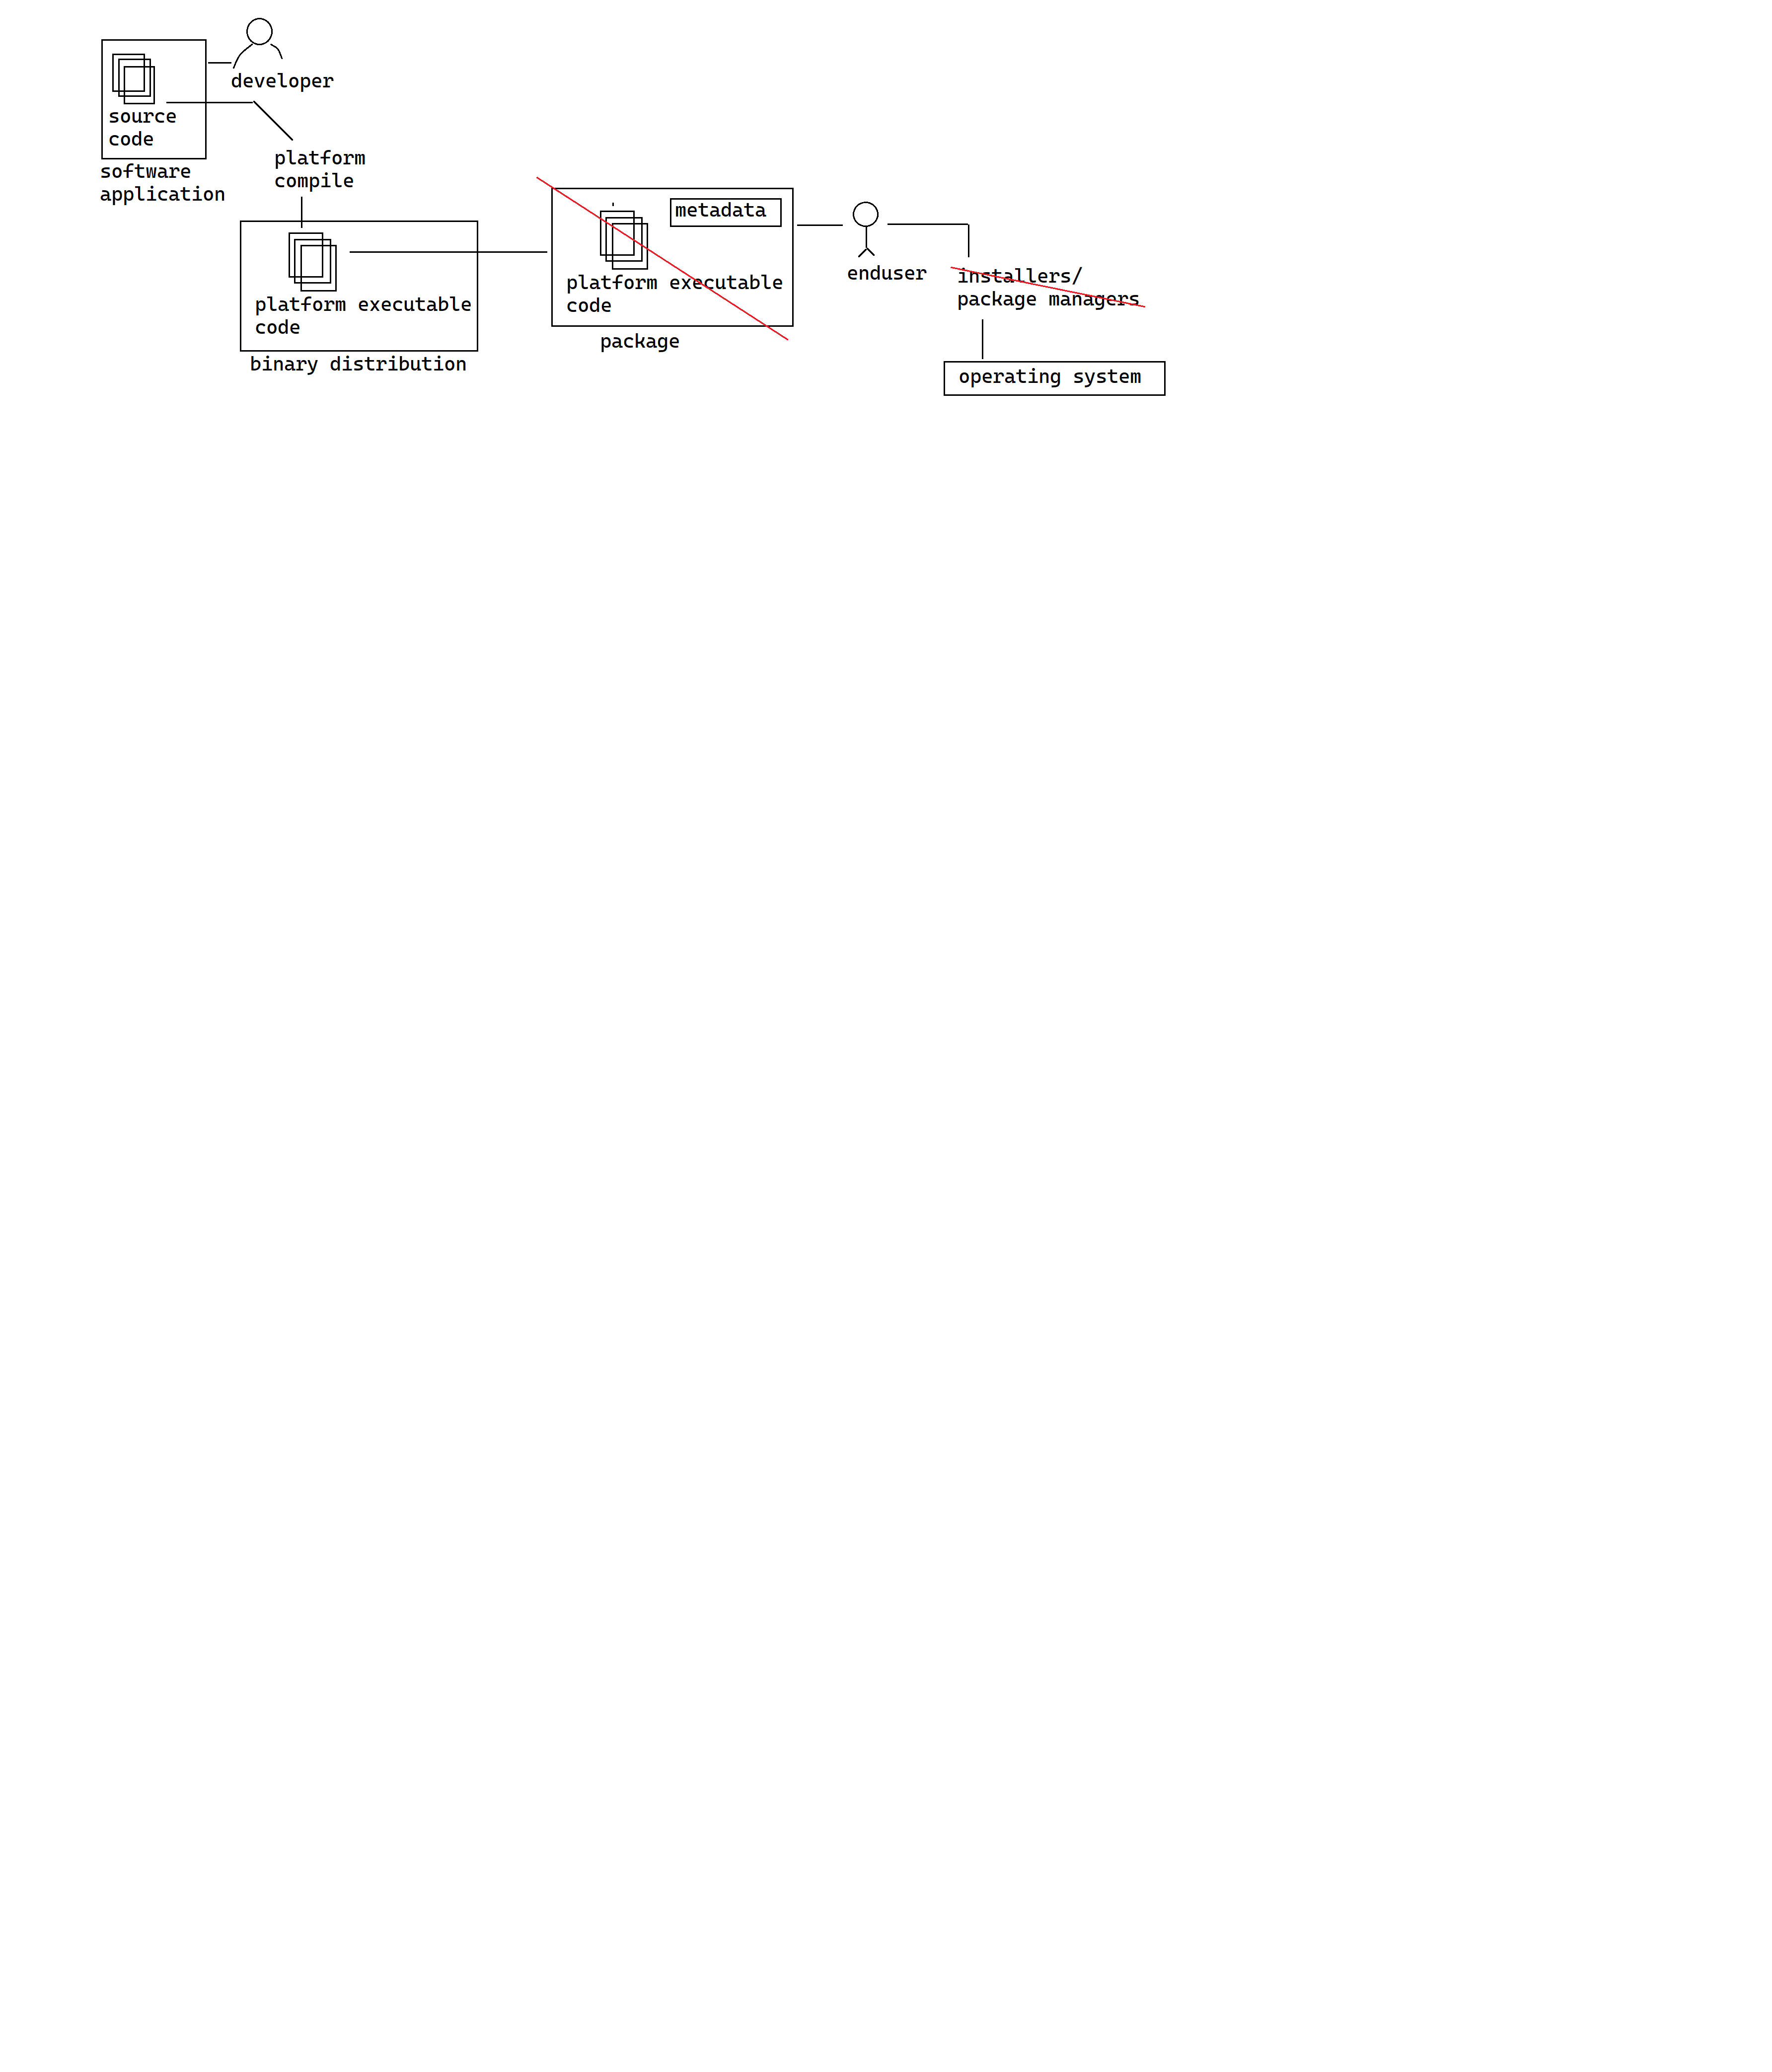 developer
source
code
software
application
platform
compile
platform executable
code
binary distribution
metadata
platform executable
code
package
enduser
installers/
package managers
operating system